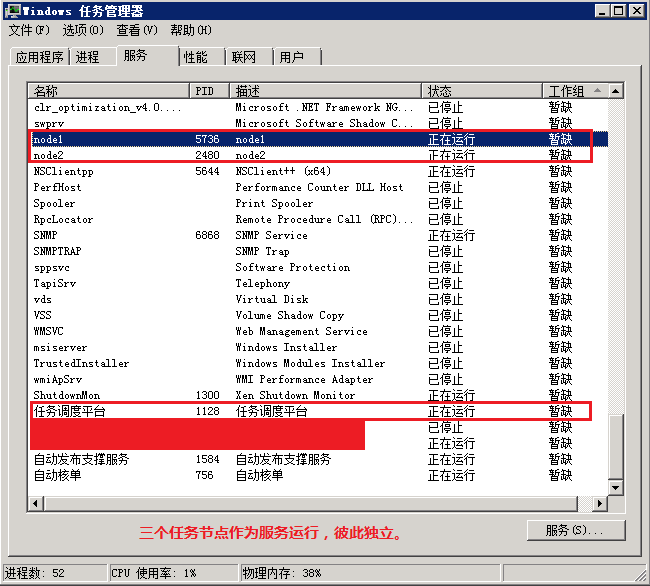 Windows 任务管理器
文件(F) 选项(O) 查看(V) 帮助(H)
应用程序 进程 服务 性能 联网 用户
名称 PID 描述 状态 工作组
clr_optimization_v4.0.... Microsoft .NET Framework NG... 已停止 暂缺
swprv Microsoft Software Shadow C... 已停止 暂缺
node1 5736 node1 正在运行 暂缺
node2 2480 node2 正在运行 暂缺
NSClientpp 5644 NSClient++ (x64) 正在运行 暂缺
PerfHost Performance Counter DLL Host 已停止 暂缺
Spooler Print Spooler 已停止 暂缺
RpcLocator Remote Procedure Call (RPC)... 已停止 暂缺
SNMP 6868 SNMP Service 正在运行 暂缺
SNMPTRAP SNMP Trap 已停止 暂缺
sppsvc Software Protection 已停止 暂缺
TapiSrv Telephony 已停止 暂缺
vds Virtual Disk 已停止 暂缺
VSS Volume Shadow Copy 已停止 暂缺
WMSVC Web Management Service 已停止 暂缺
msiserver Windows Installer 已停止 暂缺
TrustedInstaller Windows Modules Installer 已停止 暂缺
wmiApSrv WMI Performance Adapter 已停止 暂缺
ShutdownMon 1300 Xen Shutdown Monitor 正在运行 暂缺
任务调度平台 1128 任务调度平台 正在运行 暂缺
已停止 暂缺
正在运行 暂缺
自动发布支撑服务 1584 自动发布支撑服务 正在运行 暂缺
自动核单 756 自动核单 正在运行 暂缺
三个任务节点作为服务运行，彼此独立。
服务(S)...
进程数: 52 CPU 使用率: 1% 物理内存: 38%